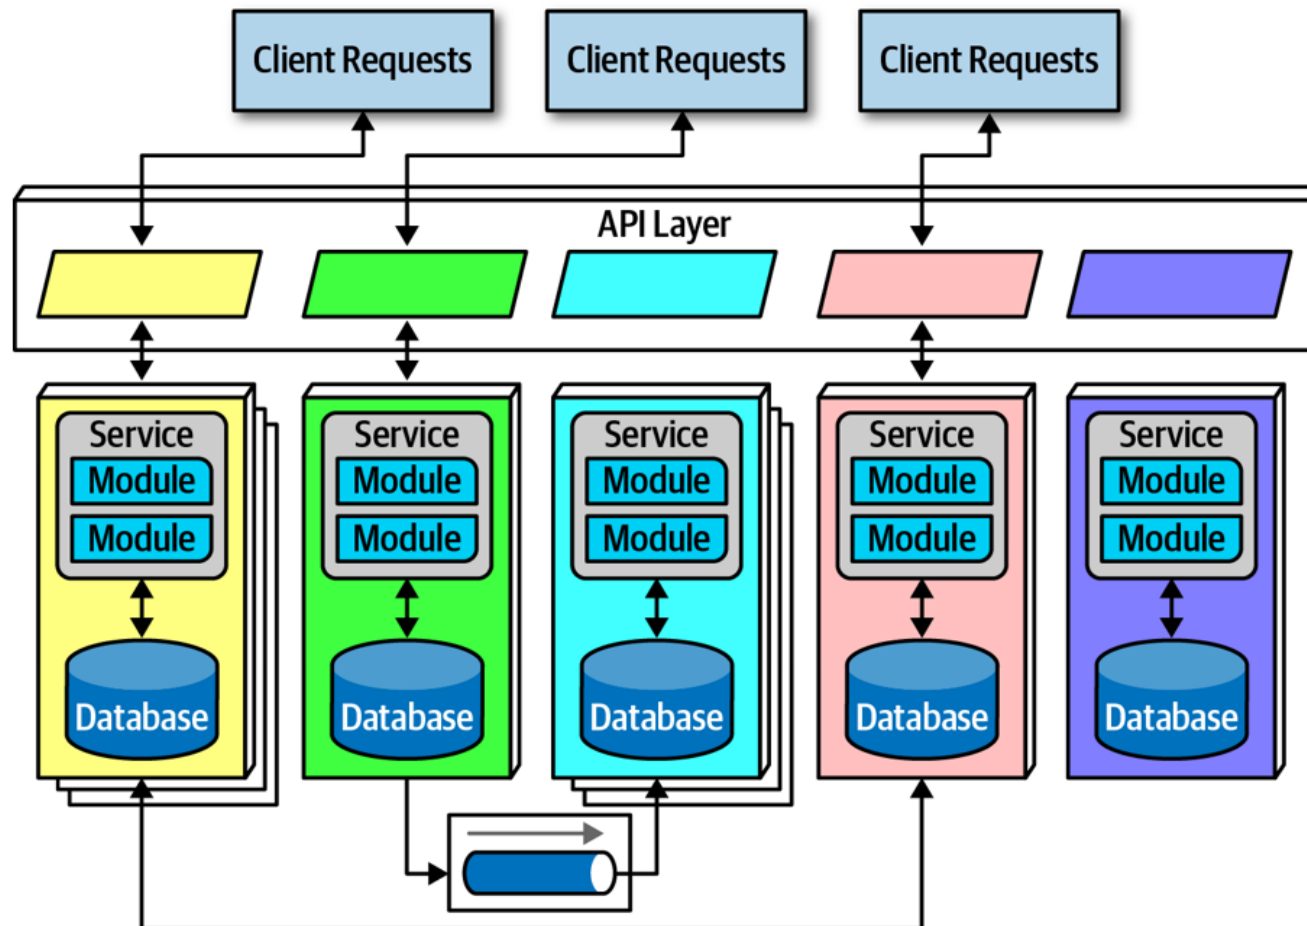 Client Requests
Client Requests
Client Requests
API Layer
Service
Module
Module
Database
Service
Module
Module
Database
Service
Module
Module
Database
Service
Module
Module
Database
Service
Module
Module
Database